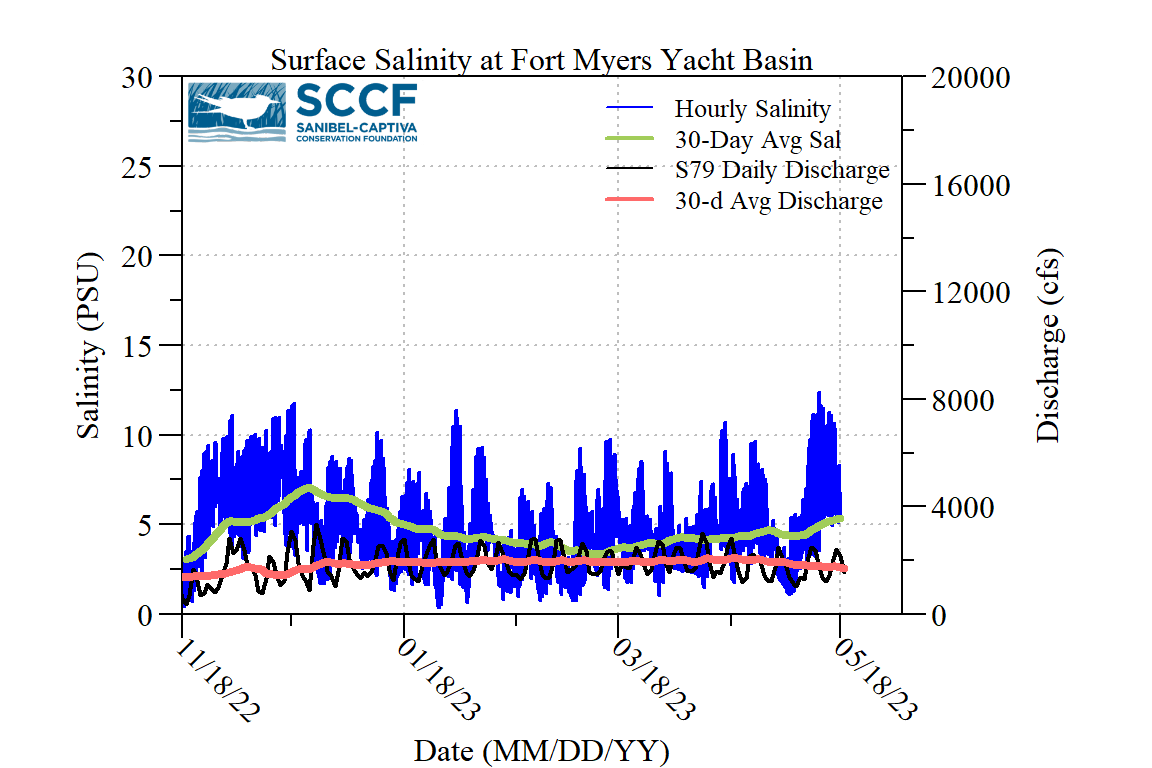 Surface Salinity at Fort Myers Yacht Basin
SCCF
SANIBEL-CAPTIVA
CONSERVATION FOUNDATION
Hourly Salinity
30-Day Avg Sal
S79 Daily Discharge
30-d Avg Discharge
30
25
20
15
10
5
0
Salinity (PSU)
20000
16000
12000
8000
4000
0
Discharge (cfs)
11/18/22
01/18/23
03/18/23
05/18/23
Date (MM/DD/YY)